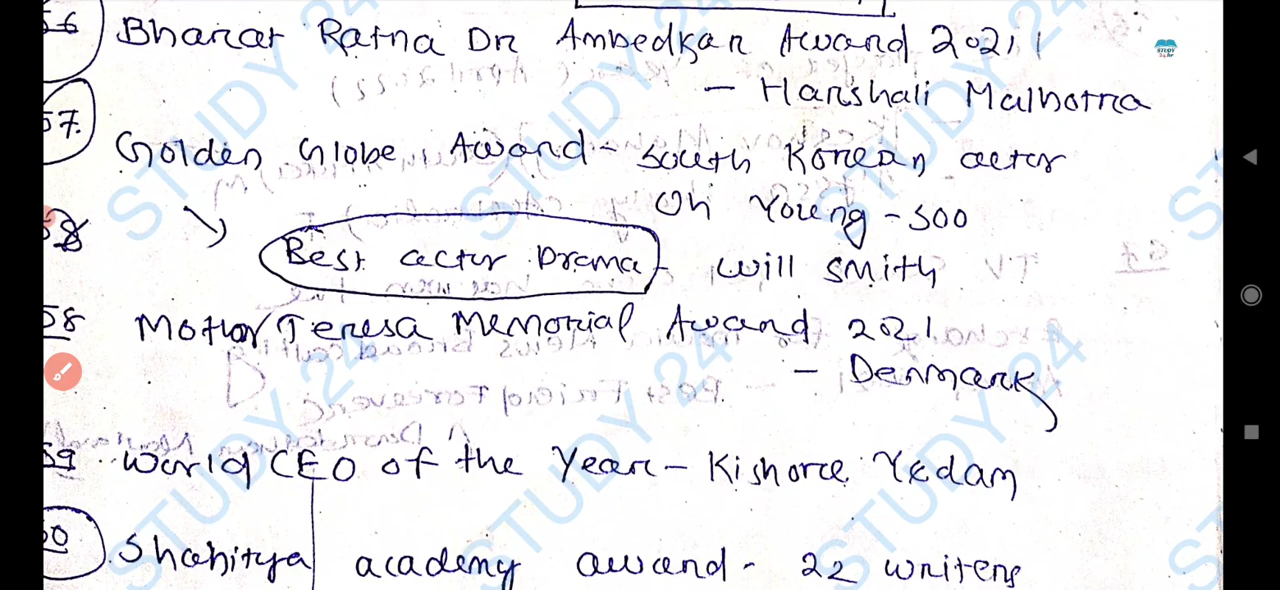 56 Bharat Ratna Dr Ambedkar Award 2021
- Harshali Malhotra
57. Golden Globe Award - South Korean actor
Oh Young-soo
58
Best actor Drama - Will Smith
58 Mother Teresa Memorial Award 2021
- Denmark
59 World CEO of the Year - Kishore Yedam
60 Shahitya academy award - 22 writers
STUDY 24